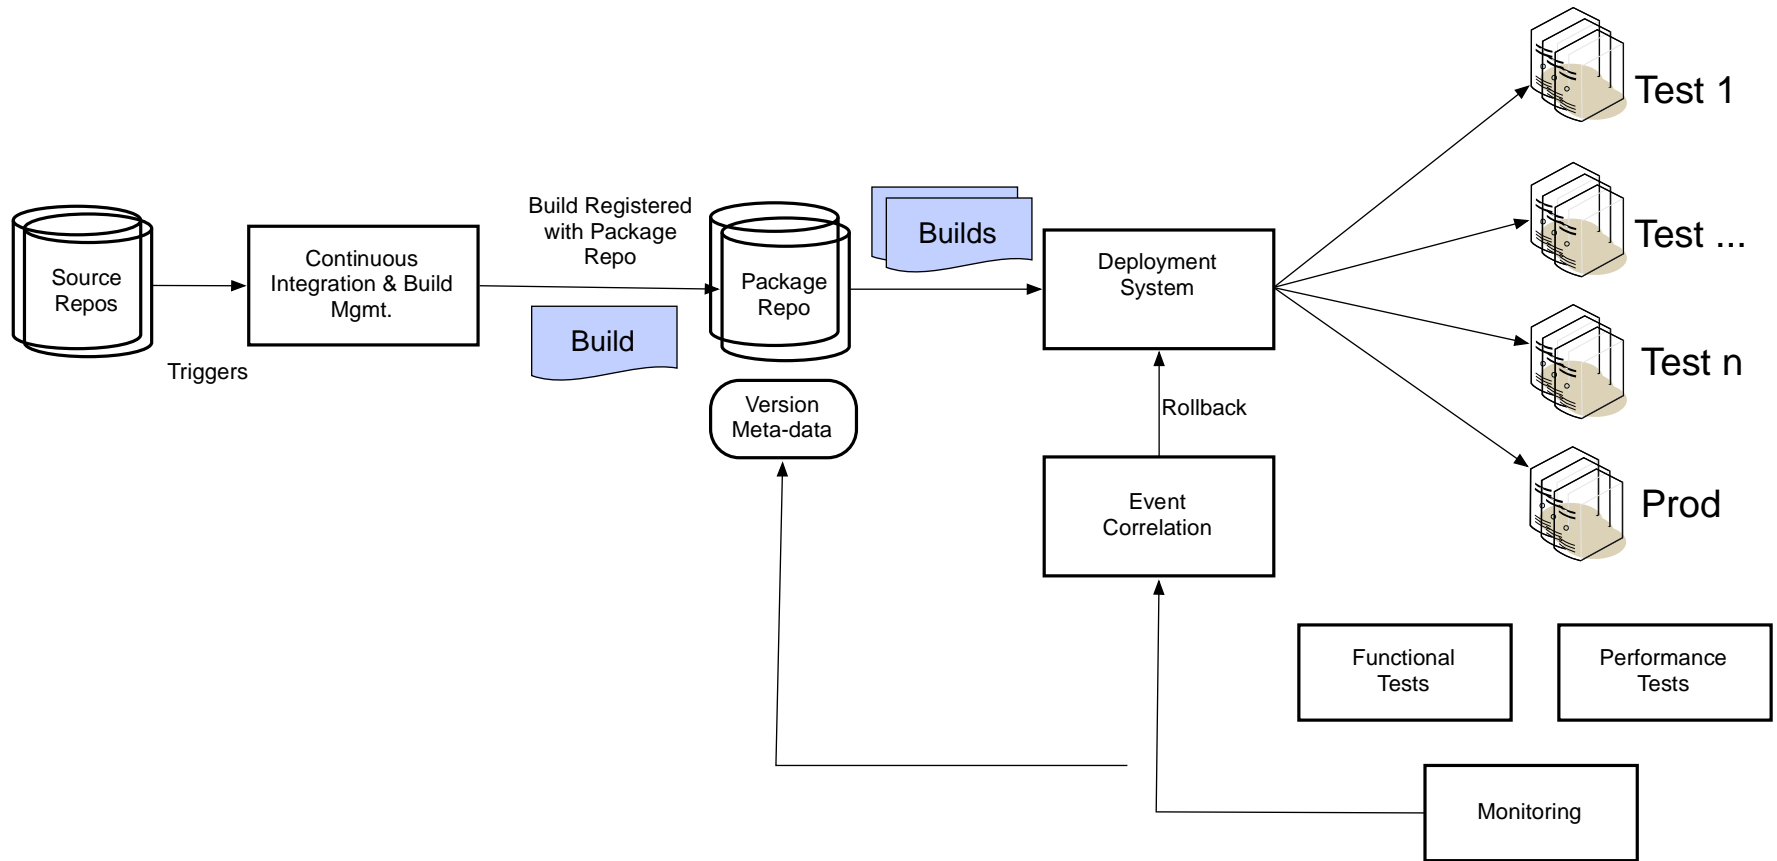 Source
Repos
Triggers
Continuous
Integration & Build
Mgmt.
Build Registered
with Package
Repo
Build
Package
Repo
Version
Meta-data
Builds
Deployment
System
Rollback
Event
Correlation
Test 1
Test ...
Test n
Prod
Functional
Tests
Performance
Tests
Monitoring